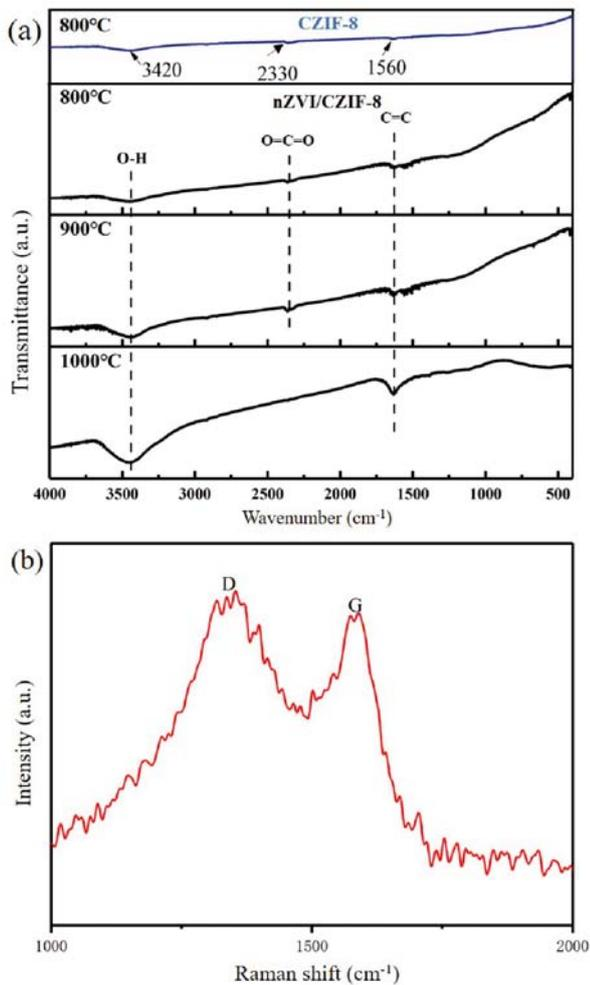 (a)
800°C
CZIF-8
3420
2330
1560
800°C
nZVI/CZIF-8
C=C
O=C=O
O-H
900°C
1000°C
Transmittance (a.u.)
4000 3500 3000 2500 2000 1500 1000 500
Wavenumber (cm-1)
(b)
D
G
Intensity (a.u.)
1000 1500 2000
Raman shift (cm-1)